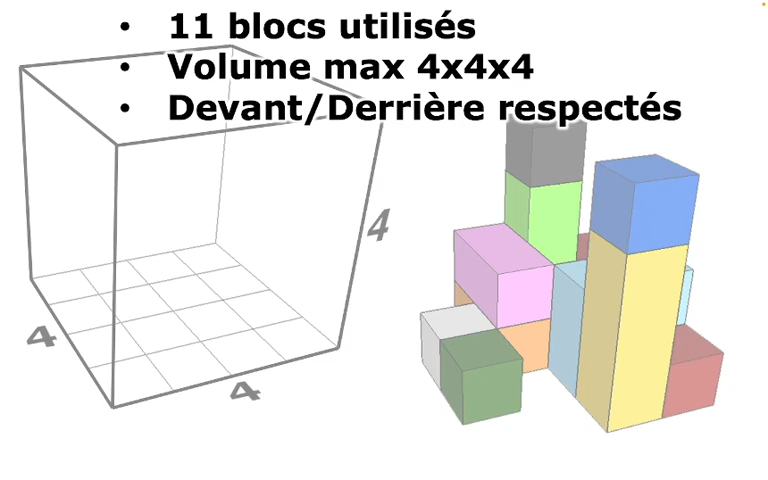 • 11 blocs utilisés
• Volume max 4x4x4
• Devant/Derrière respectés
4
4
4